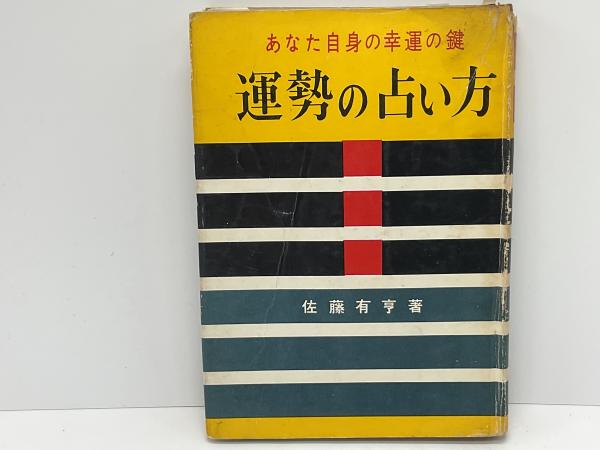 あなた自身の幸運の鍵
運勢の占い方
佐藤有亨著